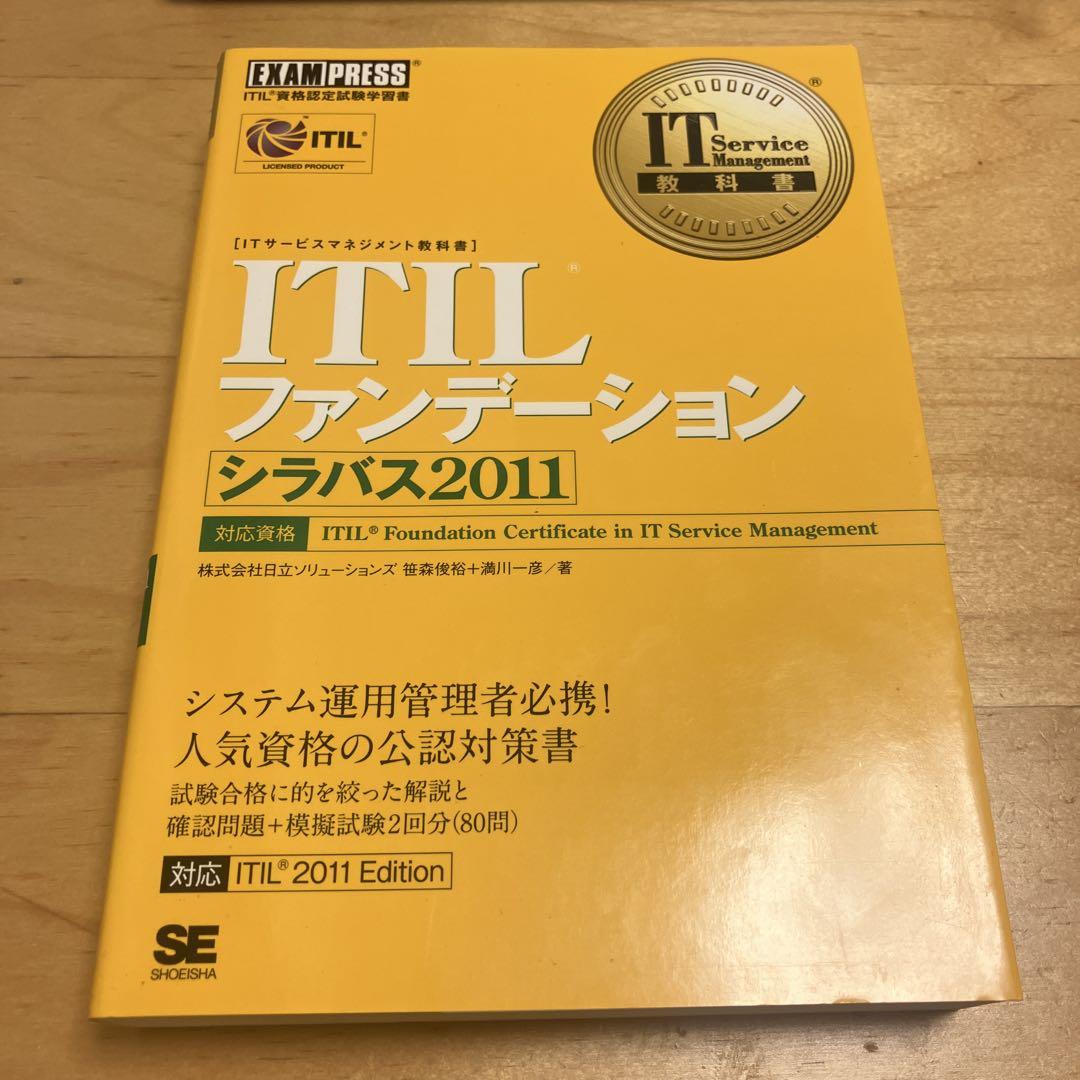 EXAMPRESS®
ITIL®資格認定試験学習書
ITIL®
™
LICENSED PRODUCT
IT Service Management ®
教科書
[ITサービスマネジメント教科書]
ITIL®
ファンデーション
シラバス2011
対応資格 ITIL® Foundation Certificate in IT Service Management
株式会社日立ソリューションズ 笹森俊裕+満川一彦/著
システム運用管理者必携!
人気資格の公認対策書
試験合格に的を絞った解説と
確認問題+模擬試験2回分(80問)
対応 ITIL® 2011 Edition
SE
SHOEISHA